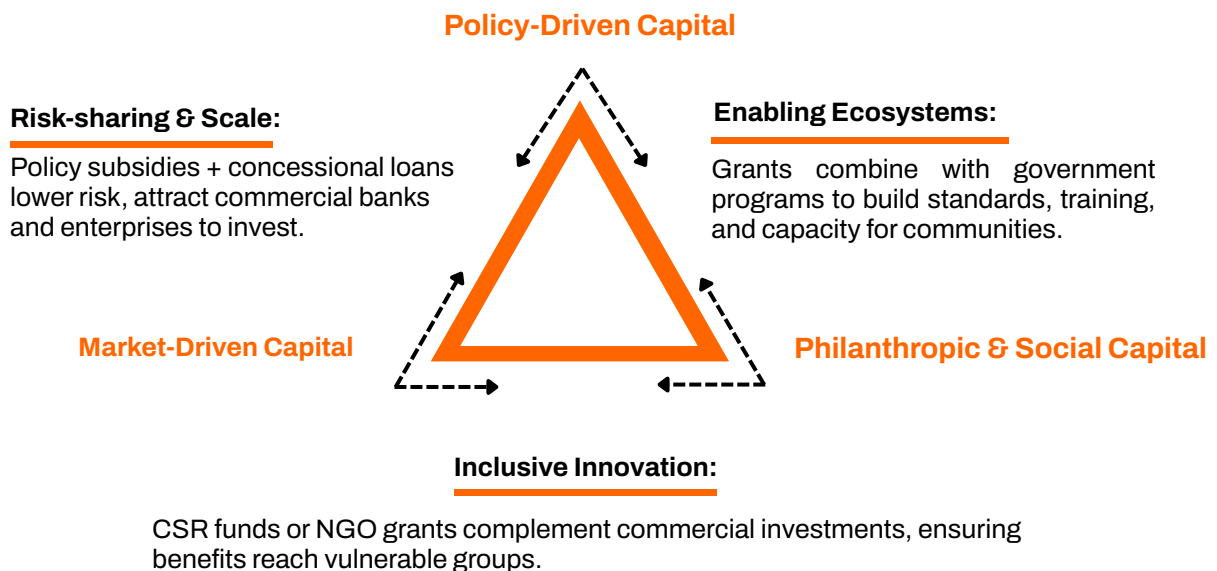 Policy-Driven Capital
Risk-sharing & Scale:
Policy subsidies + concessional loans
lower risk, attract commercial banks
and enterprises to invest.
Enabling Ecosystems:
Grants combine with government
programs to build standards, training,
and capacity for communities.
Market-Driven Capital
Philanthropic & Social Capital
Inclusive Innovation:
CSR funds or NGO grants complement commercial investments, ensuring
benefits reach vulnerable groups.